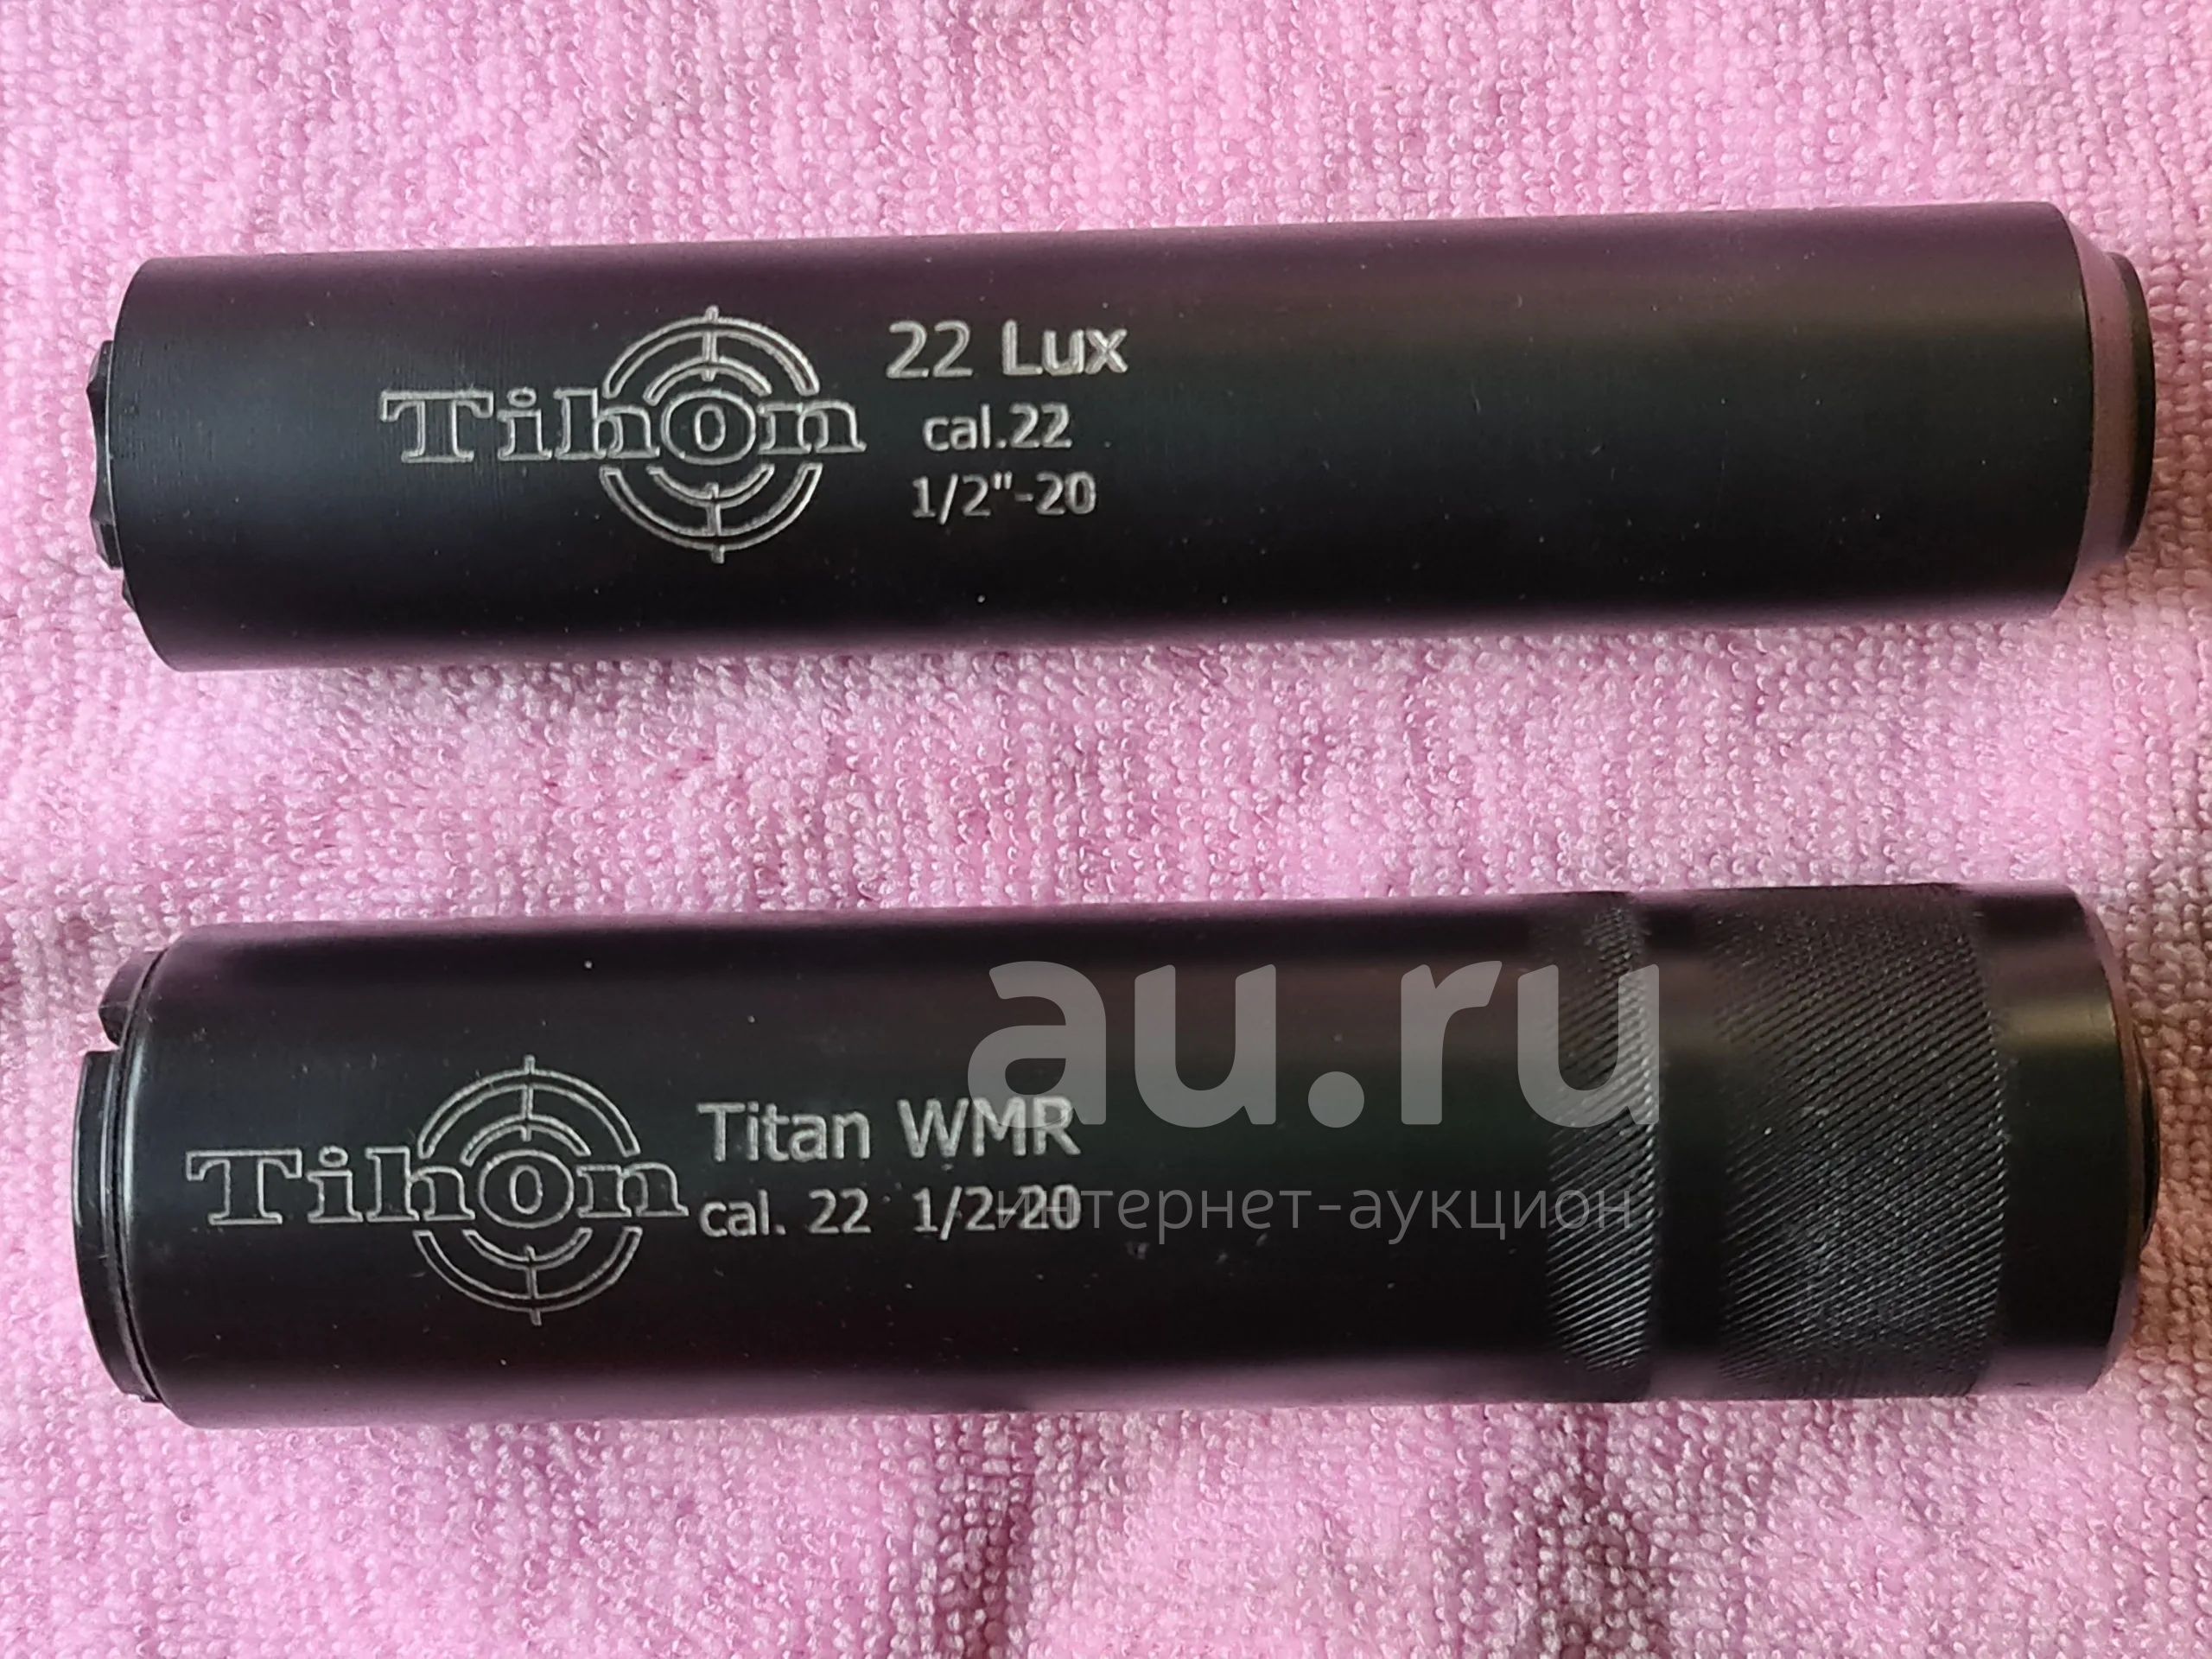 Tihon
22 Lux
cal.22
1/2"-20
au.ru
интернет-аукцион
Tihon
Titan WMR
cal. 22 1/2-20